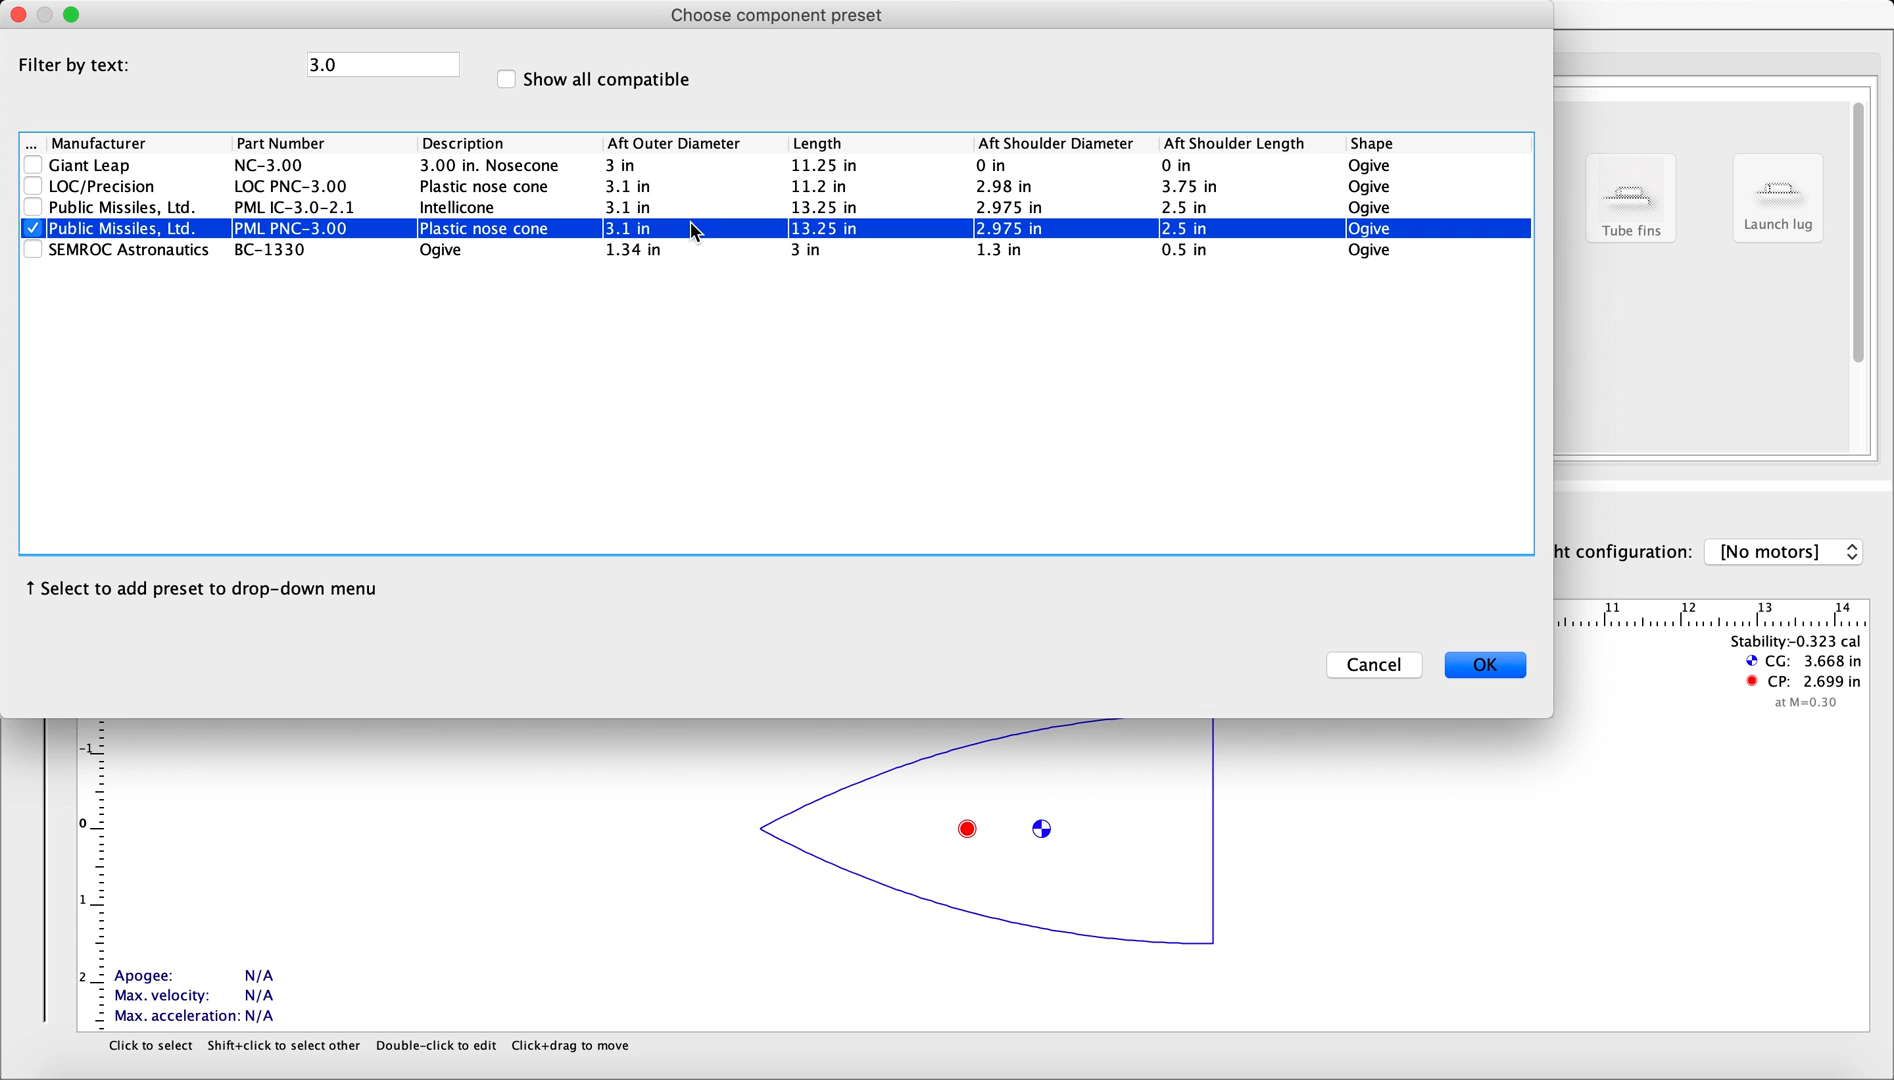 Choose component preset
Filter by text: 3.0
Show all compatible
... Manufacturer Part Number Description Aft Outer Diameter Length Aft Shoulder Diameter Aft Shoulder Length Shape
Giant Leap NC-3.00 3.00 in. Nosecone 3 in 11.25 in 0 in 0 in Ogive
LOC/Precision LOC PNC-3.00 Plastic nose cone 3.1 in 11.2 in 2.98 in 3.75 in Ogive
Public Missiles, Ltd. PML IC-3.0-2.1 Intellicone 3.1 in 13.25 in 2.975 in 2.5 in Ogive
Public Missiles, Ltd. PML PNC-3.00 Plastic nose cone 3.1 in 13.25 in 2.975 in 2.5 in Ogive
SEMROC Astronautics BC-1330 Ogive 1.34 in 3 in 1.3 in 0.5 in Ogive
Tube fins Launch lug
↑ Select to add preset to drop-down menu
Cancel OK
ht configuration: [No motors]
11 12 13 14
Stability:-0.323 cal
CG: 3.668 in
CP: 2.699 in
at M=0.30
-1
0
1
2
Apogee: N/A
Max. velocity: N/A
Max. acceleration: N/A
Click to select Shift+click to select other Double-click to edit Click+drag to move